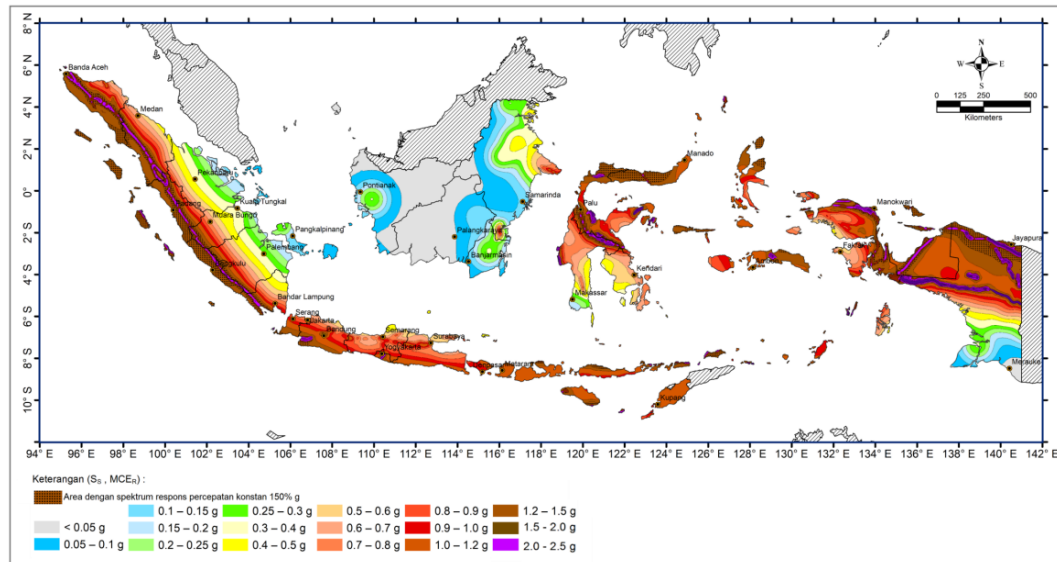 8° N
6° N
4° N
2° N
0°
2° S
4° S
6° S
8° S
10° S
N
W E
S
0 125 250 500
Kilometers
Banda Aceh
Medan
Pekanbaru
Kuala Tungkal
Padang
Muara Bungo
Pangkalpinang
Palembang
Bengkulu
Bandar Lampung
Serang
Jakarta
Bandung
Semarang
Yogyakarta
Surabaya
Mataram
Kupang
Pontianak
Palangkaraya
Banjarmasin
Samarinda
Manado
Palu
Kendari
Makassar
Manokwari
Jayapura
Merauke
94° E 96° E 98° E 100° E 102° E 104° E 106° E 108° E 110° E 112° E 114° E 116° E 118° E 120° E 122° E 124° E 126° E 128° E 130° E 132° E 134° E 136° E 138° E 140° E 142° E
Keterangan (S_S , MCE_R) :
Area dengan spektrum respons percepatan konstan 150% g
0.1 – 0.15 g 0.25 – 0.3 g 0.5 – 0.6 g 0.8 – 0.9 g 1.2 – 1.5 g
< 0.05 g 0.15 – 0.2 g 0.3 – 0.4 g 0.6 – 0.7 g 0.9 – 1.0 g 1.5 - 2.0 g
0.05 – 0.1 g 0.2 – 0.25 g 0.4 – 0.5 g 0.7 – 0.8 g 1.0 – 1.2 g 2.0 - 2.5 g